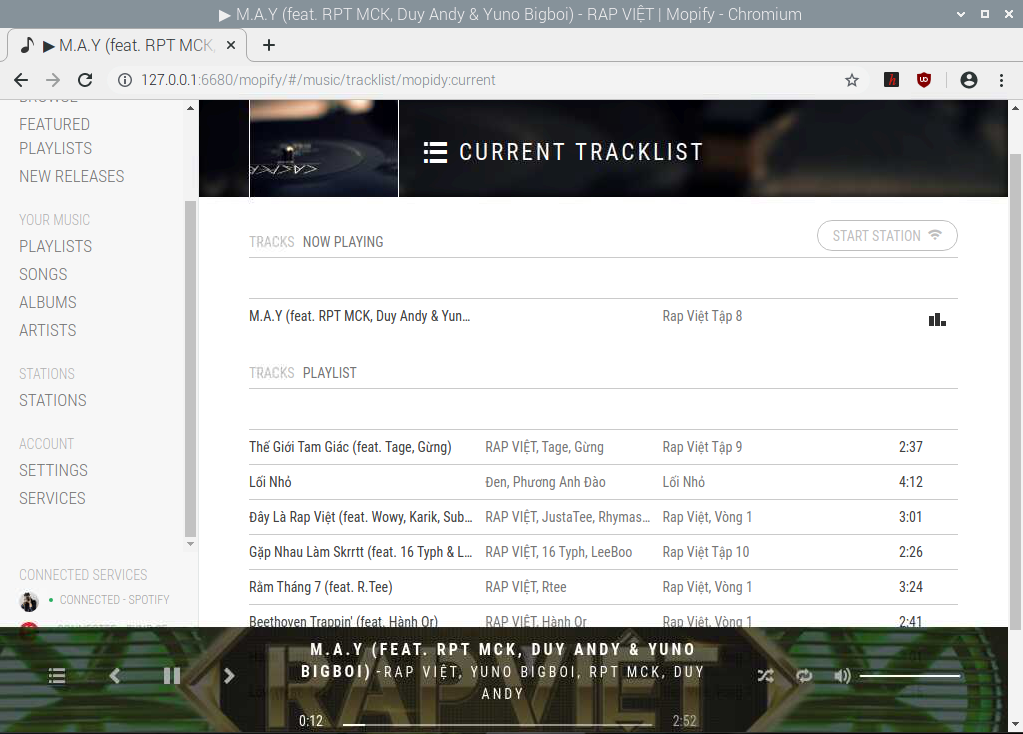 ▶ M.A.Y (feat. RPT MCK, Duy Andy & Yuno Bigboi) - RAP VIỆT | Mopify - Chromium
▶ M.A.Y (feat. RPT MCK,
127.0.0.1:6680/mopify/#/music/tracklist/mopidy:current
BROWSE
FEATURED
PLAYLISTS
NEW RELEASES
YOUR MUSIC
PLAYLISTS
SONGS
ALBUMS
ARTISTS
STATIONS
STATIONS
ACCOUNT
SETTINGS
SERVICES
CONNECTED SERVICES
CONNECTED - SPOTIFY
CURRENT TRACKLIST
TRACKS NOW PLAYING
START STATION
M.A.Y (feat. RPT MCK, Duy Andy & Yun... Rap Việt Tập 8
TRACKS PLAYLIST
Thế Giới Tam Giác (feat. Tage, Gừng) RAP VIỆT, Tage, Gừng Rap Việt Tập 9 2:37
Lối Nhỏ Đen, Phương Anh Đào Lối Nhỏ 4:12
Đây Là Rap Việt (feat. Wowy, Karik, Sub... RAP VIỆT, JustaTee, Rhymas... Rap Việt, Vòng 1 3:01
Gặp Nhau Làm Skrrtt (feat. 16 Typh & L... RAP VIỆT, 16 Typh, LeeBoo Rap Việt Tập 10 2:26
Rằm Tháng 7 (feat. R.Tee) RAP VIỆT, Rtee Rap Việt, Vòng 1 3:24
Beethoven Trappin' (feat. Hành Or) RAP VIỆT, Hành Or Rap Việt, Vòng 1 2:41
M.A.Y (FEAT. RPT MCK, DUY ANDY & YUNO
BIGBOI) -RAP VIỆT, YUNO BIGBOI, RPT MCK, DUY
ANDY
0:12 2:52
RAP VIỆT